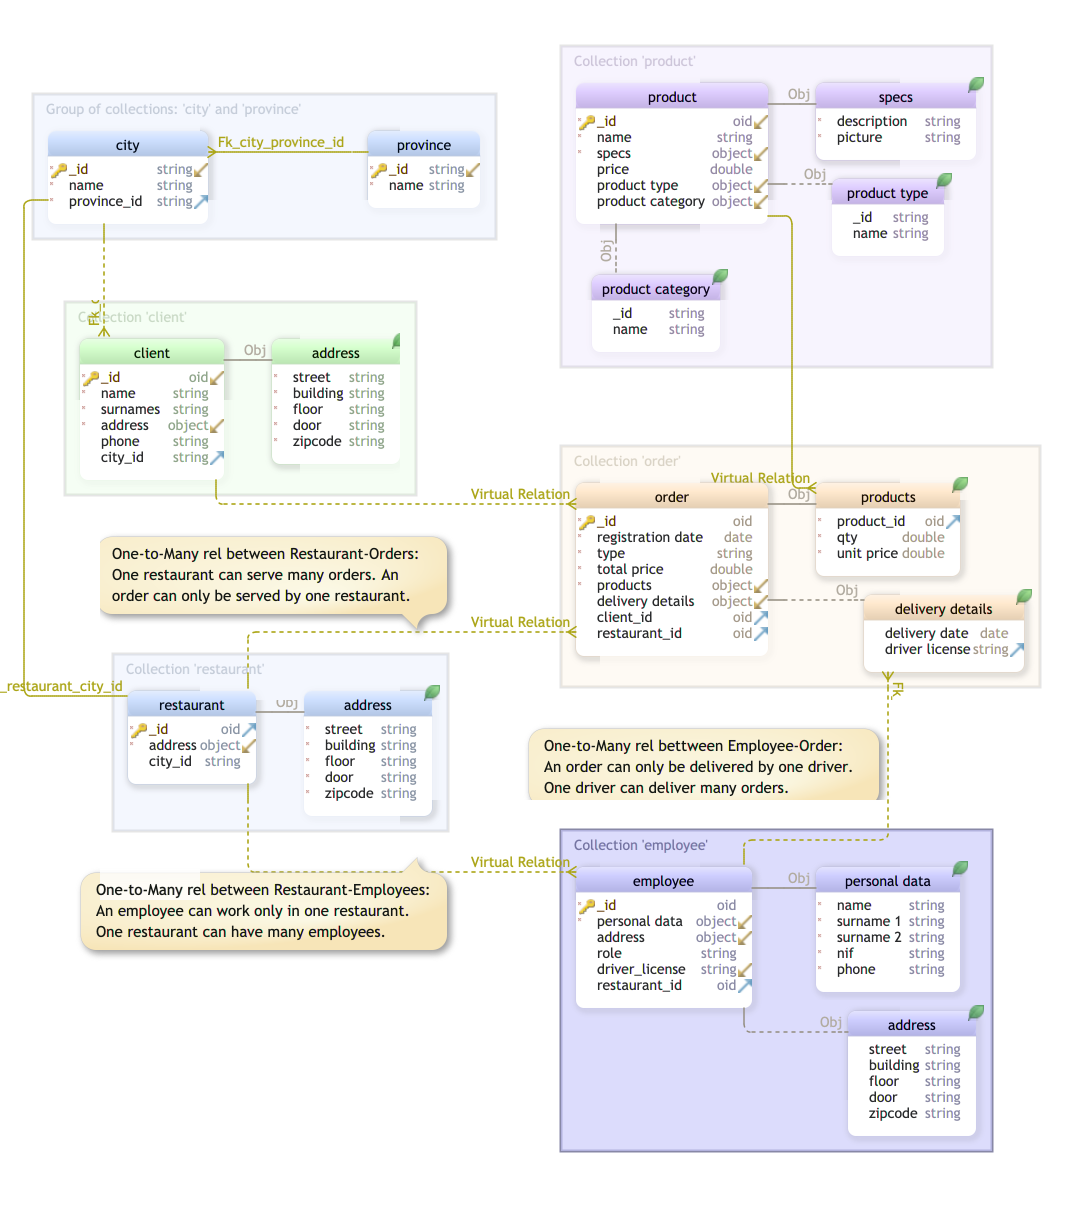 Collection 'product'
product
_id oid
name string
specs object
price double
product type object
product category object
Obj
specs
description string
picture string
Obj
product type
_id string
name string
Obj
product category
_id string
name string
Group of collections: 'city' and 'province'
city
_id string
name string
province_id string
Fk_city_province_id
province
_id string
name string
Collection 'client'
client
_id oid
name string
surnames string
address object
phone string
city_id string
Obj
address
street string
building string
floor string
door string
zipcode string
Virtual Relation
Collection 'order'
Virtual Relation
order
_id oid
registration date date
type string
total price double
products object
delivery details object
client_id oid
restaurant_id oid
Obj
products
product_id oid
qty double
unit price double
Obj
delivery details
delivery date date
driver license string
One-to-Many rel between Restaurant-Orders:
One restaurant can serve many orders. An
order can only be served by one restaurant.
Virtual Relation
Collection 'restaurant'
_restaurant_city_id
restaurant
_id oid
address object
city_id string
Obj
address
street string
building string
floor string
door string
zipcode string
Fk_
One-to-Many rel bettween Employee-Order:
An order can only be delivered by one driver.
One driver can deliver many orders.
Virtual Relation
One-to-Many rel between Restaurant-Employees:
An employee can work only in one restaurant.
One restaurant can have many employees.
Collection 'employee'
employee
_id oid
personal data object
address object
role string
driver_license string
restaurant_id oid
Obj
personal data
name string
surname 1 string
surname 2 string
nif string
phone string
Obj
address
street string
building string
floor string
door string
zipcode string